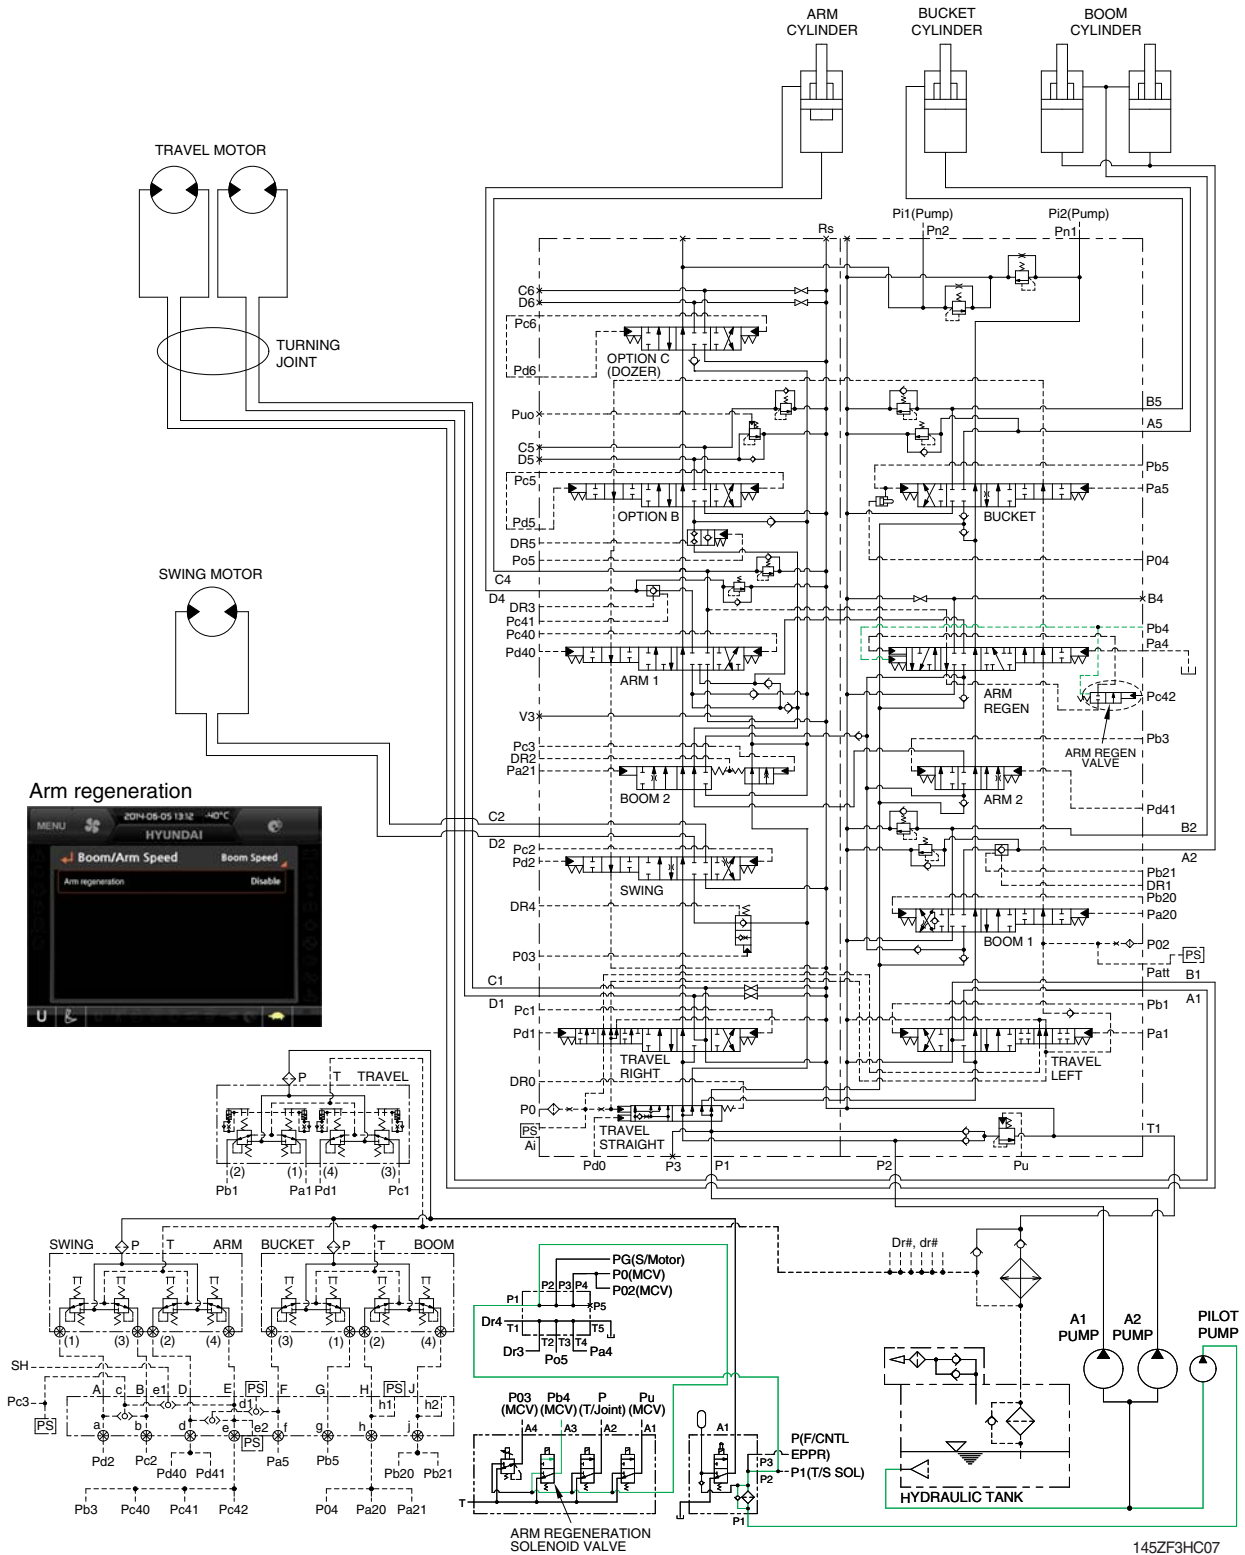 ARM
CYLINDER
BUCKET
CYLINDER
BOOM
CYLINDER
TRAVEL MOTOR
TURNING
JOINT
Pi1(Pump)
Pn2
Pi2(Pump)
Pn1
Rs
C6
D6
Pc6
Pd6
OPTION C
(DOZER)
Puo
C5
D5
Pc5
Pd5
OPTION B
DR5
Po5
B5
A5
Pb5
Pa5
BUCKET
P04
SWING MOTOR
C4
D4
DR3
Pc41
Pc40
Pd40
ARM 1
B4
Pb4
Pa4
ARM
REGEN
Pc42
ARM REGEN
VALVE
V3
Pc3
DR2
Pa21
BOOM 2
Pb3
ARM 2
Pd41
C2
D2
Pc2
Pd2
SWING
B2
A2
Pb21
DR1
Pb20
Pa20
BOOM 1
DR4
P03
P02
PS
Patt
C1
D1
B1
A1
Pc1
Pd1
TRAVEL
RIGHT
Pb1
Pa1
TRAVEL
LEFT
DR0
P0
PS
Ai
TRAVEL
STRAIGHT
Pd0
P3
P1
P2
Pu
T1
Arm regeneration
MENU
2014-06-05 13:12
-40°C
HYUNDAI
Boom/Arm Speed
Boom Speed
Arm regeneration
Disable
U
P
T
TRAVEL
(2)
(1)
(4)
(3)
Pb1
Pa1
Pd1
Pc1
SWING
P
T
ARM
BUCKET
P
T
BOOM
(1)
(3)
(2)
(4)
(3)
(1)
(2)
(4)
SH
Pc3
PS
A
c
B
e1
D
E
PS
d1
F
G
H
PS
h1
J
h2
a
b
d
e
e2
PS
f
g
h
j
Pd2
Pc2
Pd40
Pd41
Pa5
Pb5
Pb20
Pb21
Pb3
Pc40
Pc41
Pc42
P04
Pa20
Pa21
PG(S/Motor)
P0(MCV)
P02(MCV)
P1
P2
P3
P4
P5
Dr4
T1
T2
T3
T4
T5
Dr3
Po5
Pa4
P03
(MCV)
Pb4
(MCV)
P
(T/Joint)
Pu
(MCV)
A4
A3
A2
A1
T
ARM REGENERATION
SOLENOID VALVE
A1
P(F/CNTL
EPPR)
P3
P1(T/S SOL)
P2
P1
Dr#, dr#
A1
PUMP
A2
PUMP
PILOT
PUMP
HYDRAULIC TANK
145ZF3HC07